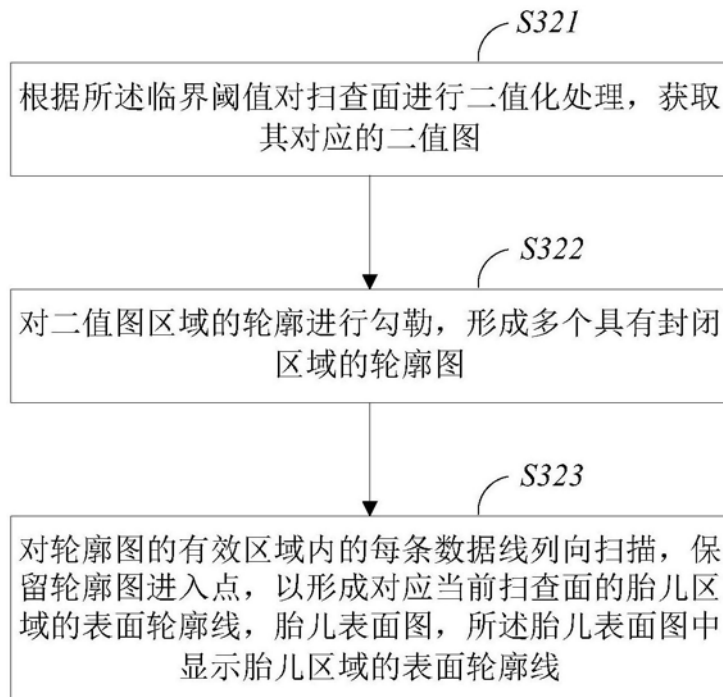 S321
根据所述临界阈值对扫查面进行二值化处理，获取
其对应的二值图
S322
对二值图区域的轮廓进行勾勒，形成多个具有封闭
区域的轮廓图
S323
对轮廓图的有效区域内的每条数据线列向扫描，保
留轮廓图进入点，以形成对应当前扫查面的胎儿区
域的表面轮廓线，胎儿表面图，所述胎儿表面图中
显示胎儿区域的表面轮廓线